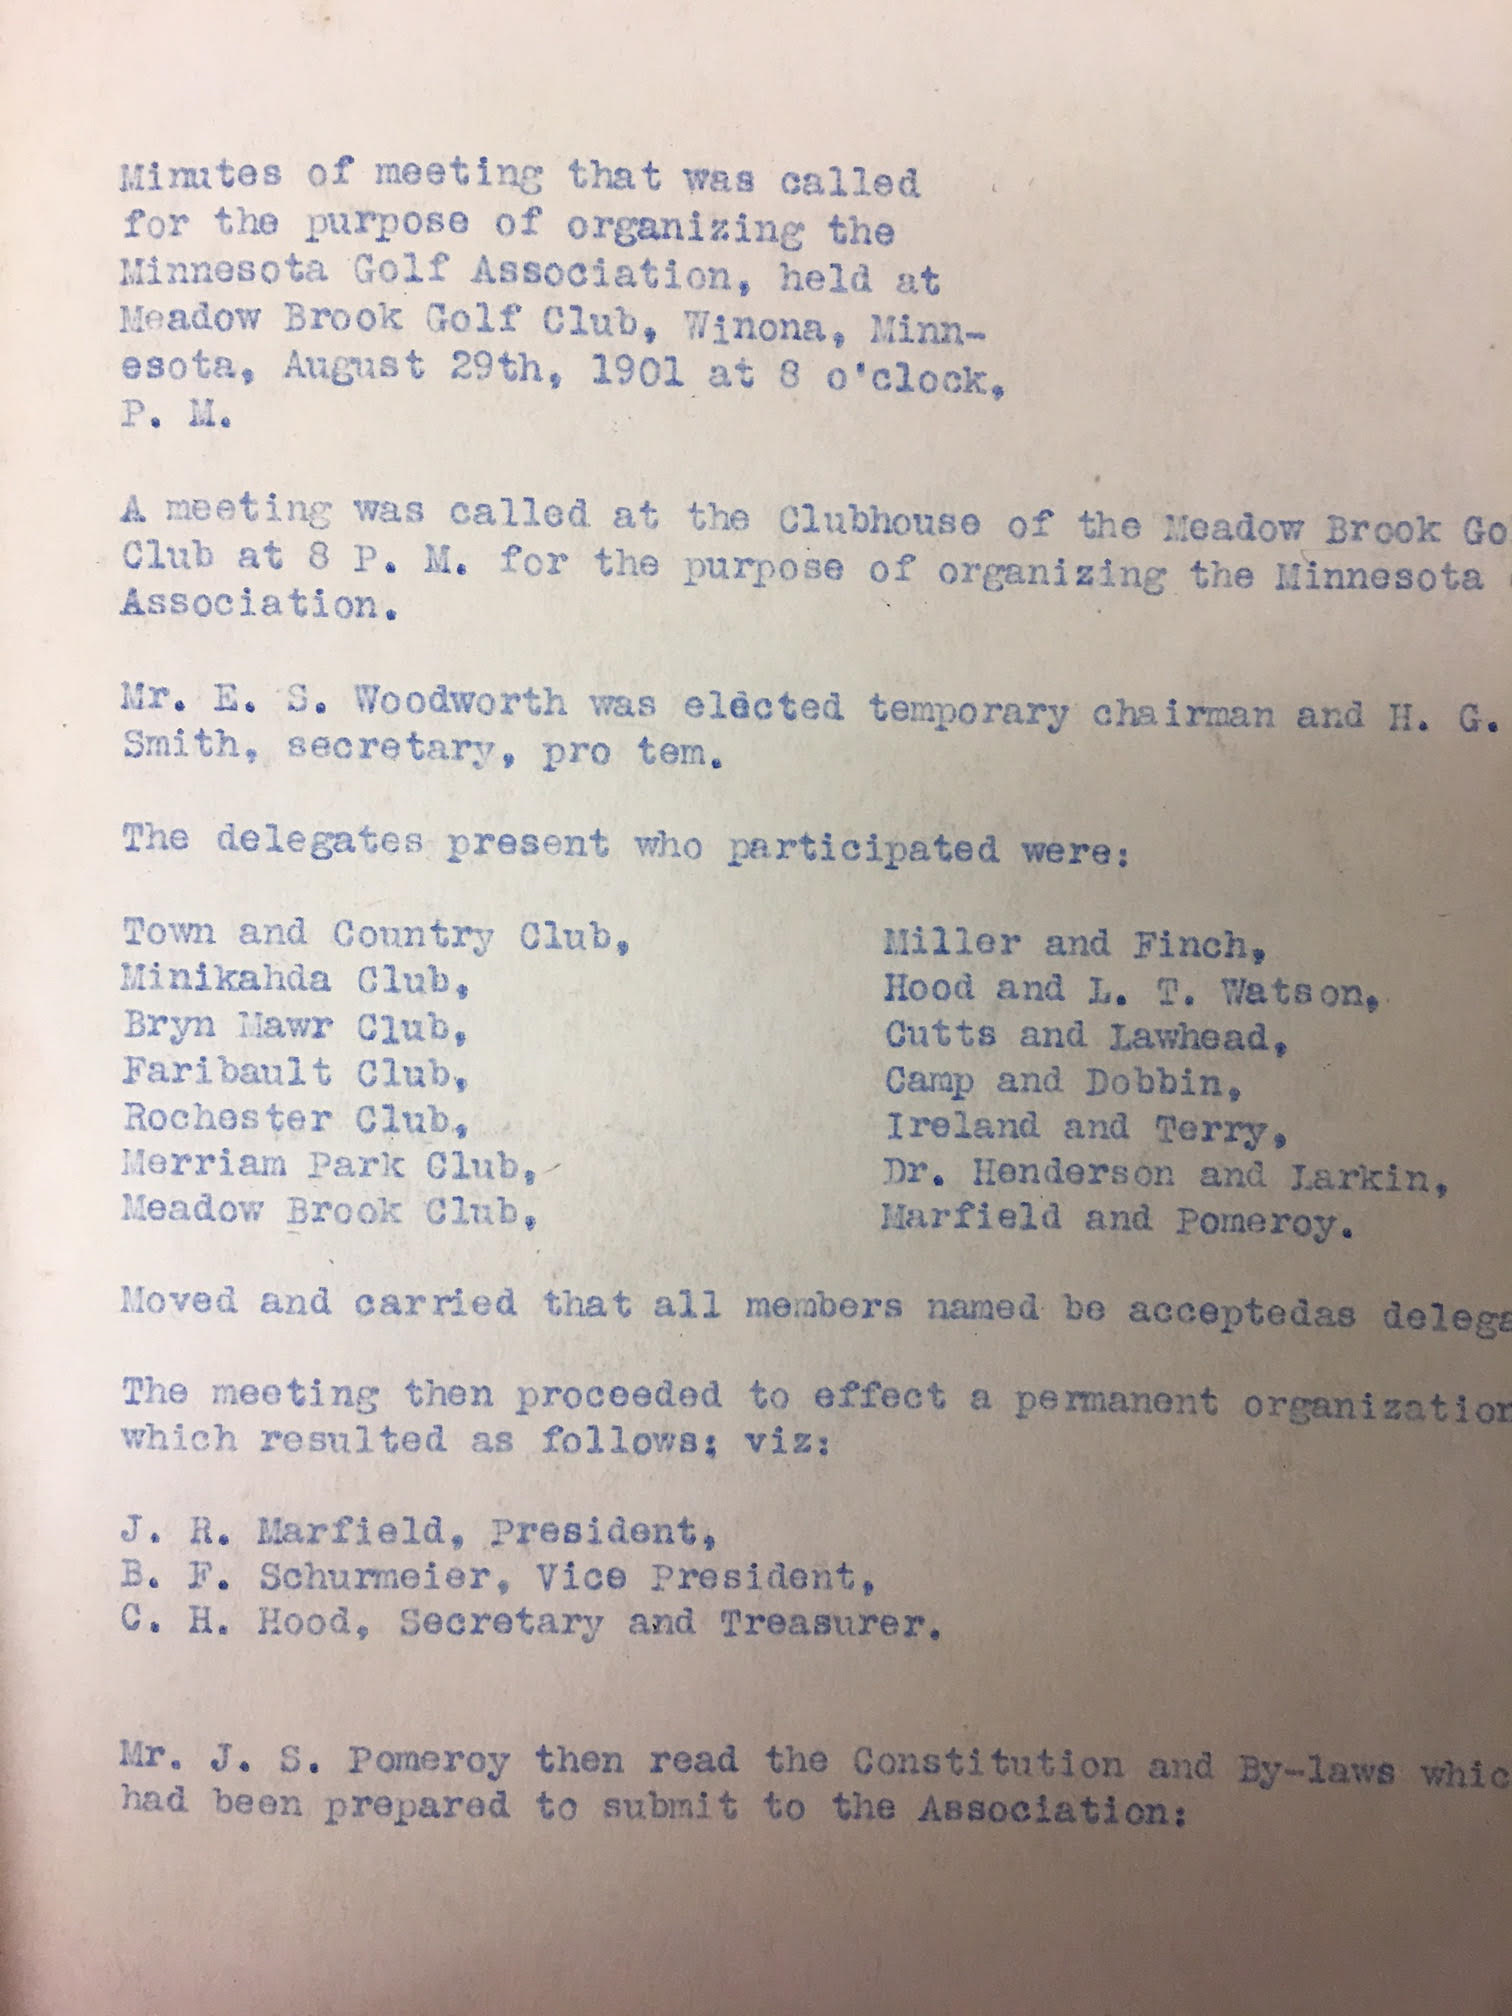 Minutes of meeting that was called
for the purpose of organizing the
Minnesota Golf Association, held at
Meadow Brook Golf Club, Winona, Minn-
esota, August 29th, 1901 at 8 o'clock,
P. M.
A meeting was called at the Clubhouse of the Meadow Brook Go
Club at 8 P. M. for the purpose of organizing the Minnesota
Association.
Mr. E. S. Woodworth was elected temporary chairman and H. G.
Smith, secretary, pro tem.
The delegates present who participated were:
Town and Country Club, Miller and Finch,
Minikahda Club, Hood and L. T. Watson,
Bryn Mawr Club, Cutts and Lawhead,
Faribault Club, Camp and Dobbin,
Rochester Club, Ireland and Terry,
Merriam Park Club, Dr. Henderson and Larkin,
Meadow Brook Club, Marfield and Pomeroy.
Moved and carried that all members named be acceptedas delega
The meeting then proceeded to effect a permanent organization
which resulted as follows; viz:
J. R. Marfield, President,
B. F. Schurmeier, Vice President,
C. H. Hood, Secretary and Treasurer.
Mr. J. S. Pomeroy then read the Constitution and By-laws whic
had been prepared to submit to the Association: